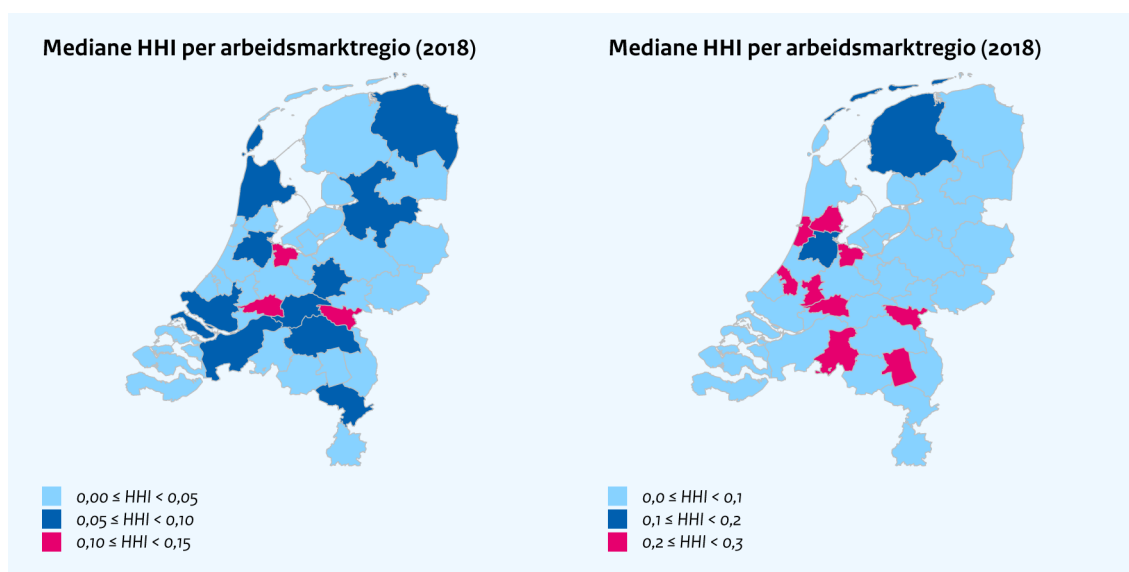 Mediane HHI per arbeidsmarktregio (2018)
0,00 ≤ HHI < 0,05
0,05 ≤ HHI < 0,10
0,10 ≤ HHI < 0,15
Mediane HHI per arbeidsmarktregio (2018)
0,0 ≤ HHI < 0,1
0,1 ≤ HHI < 0,2
0,2 ≤ HHI < 0,3